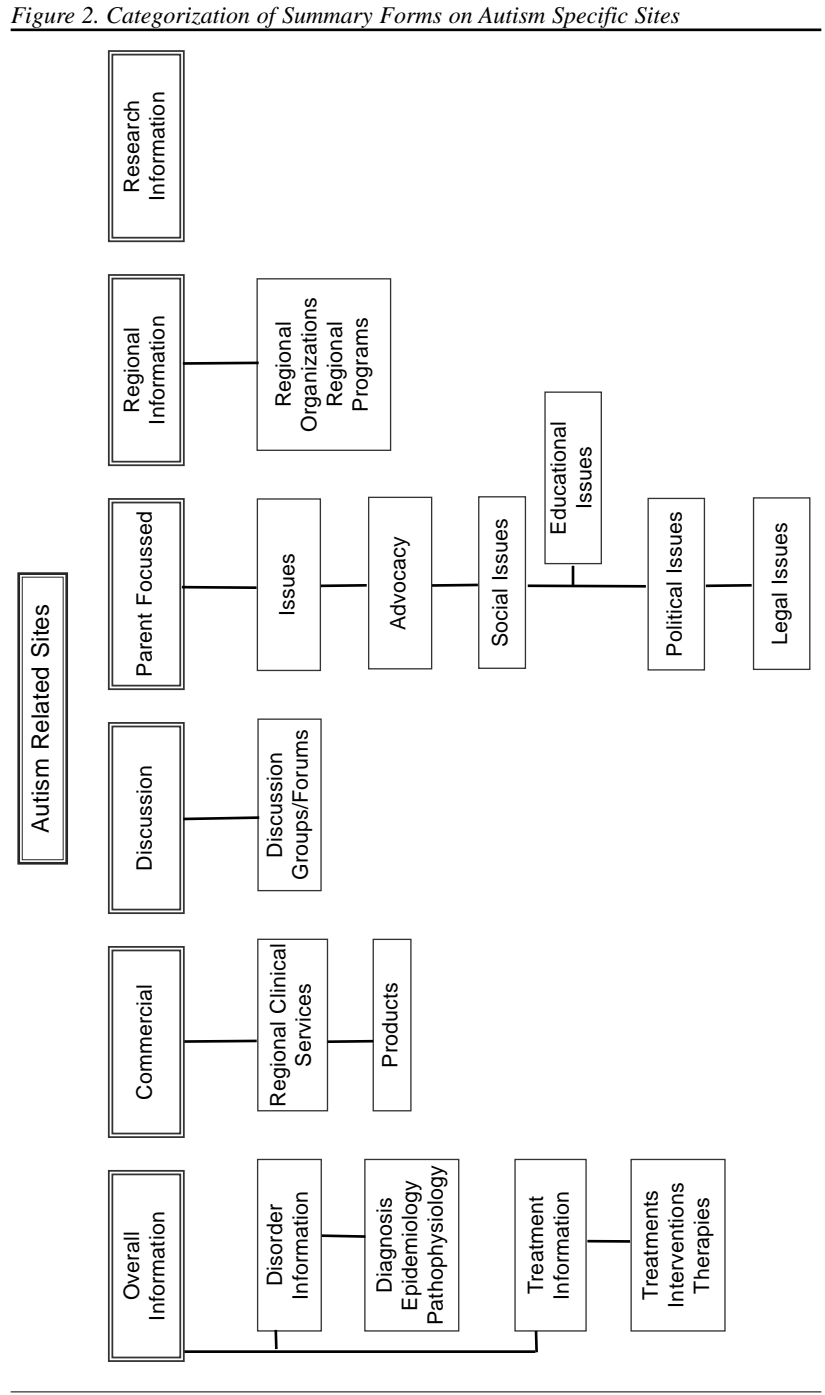 Figure 2. Categorization of Summary Forms on Autism Specific Sites
Autism Related Sites
Overall
Information
Disorder
Information
Diagnosis
Epidemiology
Pathophysiology
Treatment
Information
Treatments
Interventions
Therapies
Commercial
Regional Clinical
Services
Products
Discussion
Discussion
Groups/Forums
Parent Focussed
Issues
Advocacy
Social Issues
Educational
Issues
Political Issues
Legal Issues
Regional
Information
Regional
Organizations
Regional
Programs
Research
Information